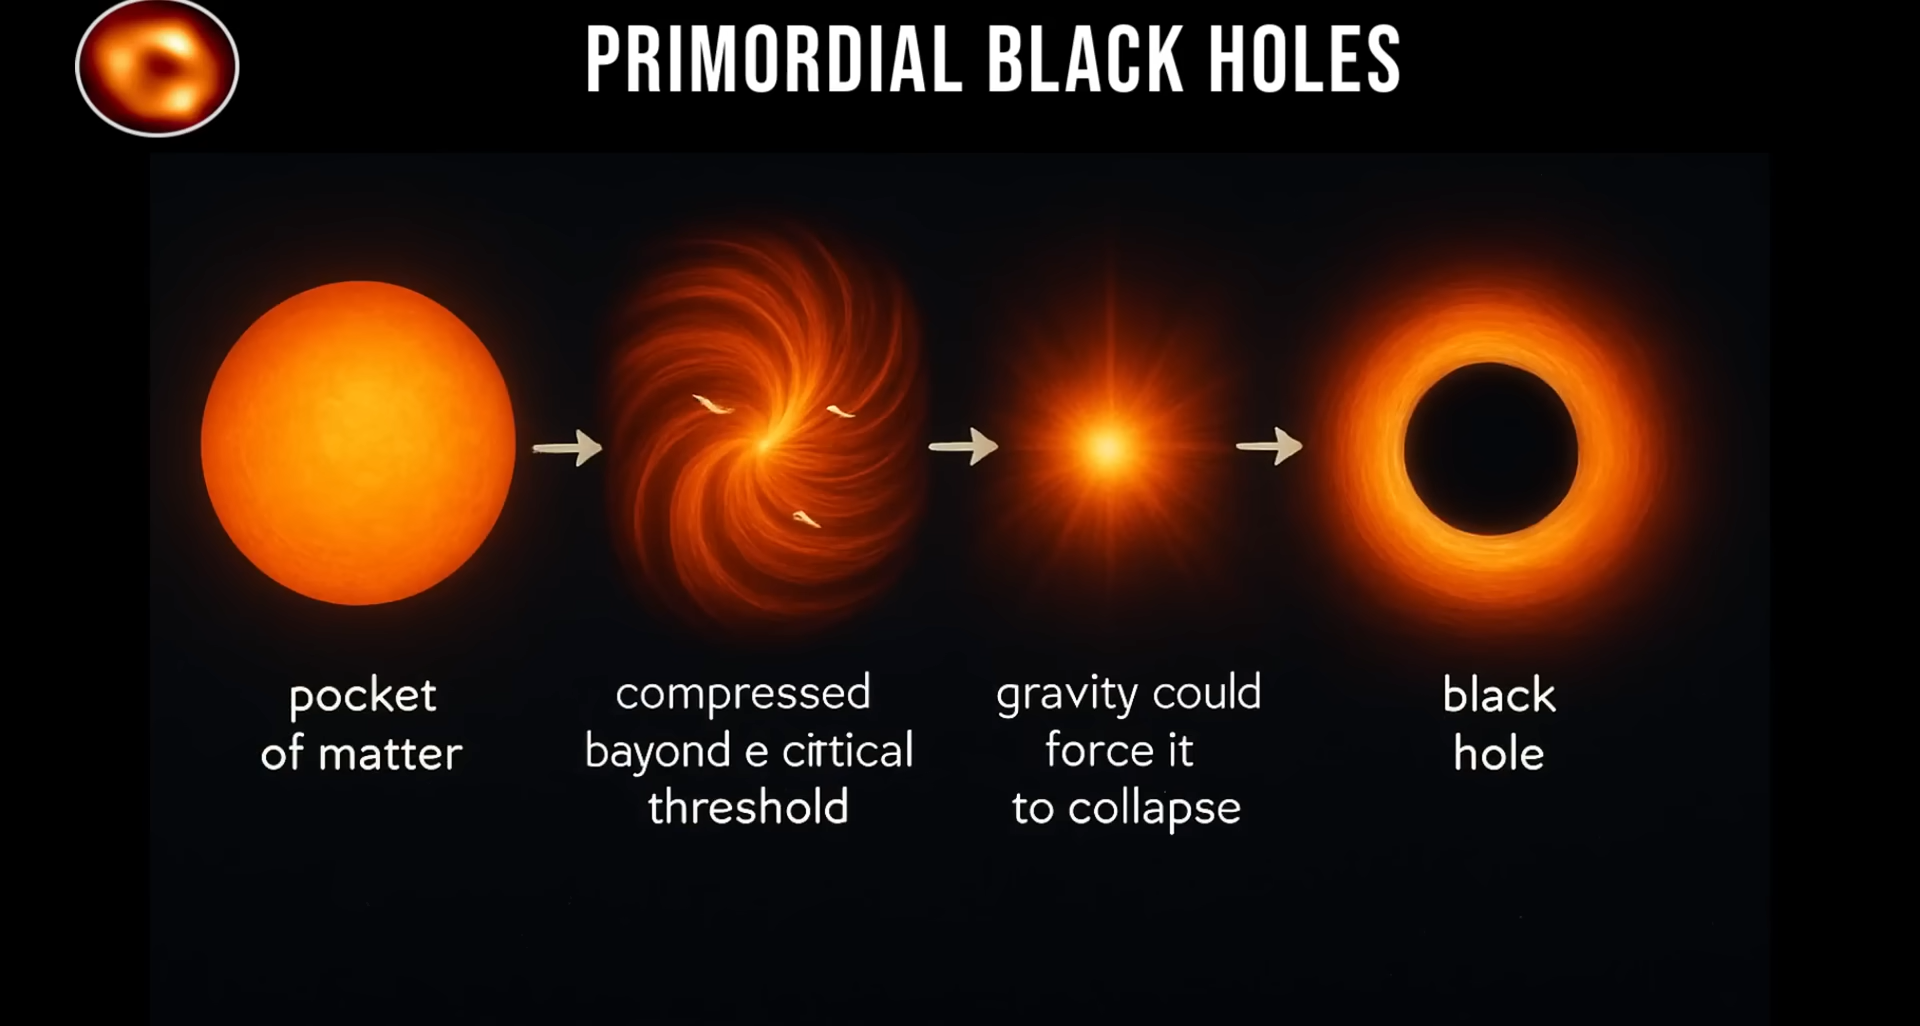 PRIMORDIAL BLACK HOLES
pocket
of matter
compressed
bayond e cirtical
threshold
gravity could
force it
to collapse
black
hole